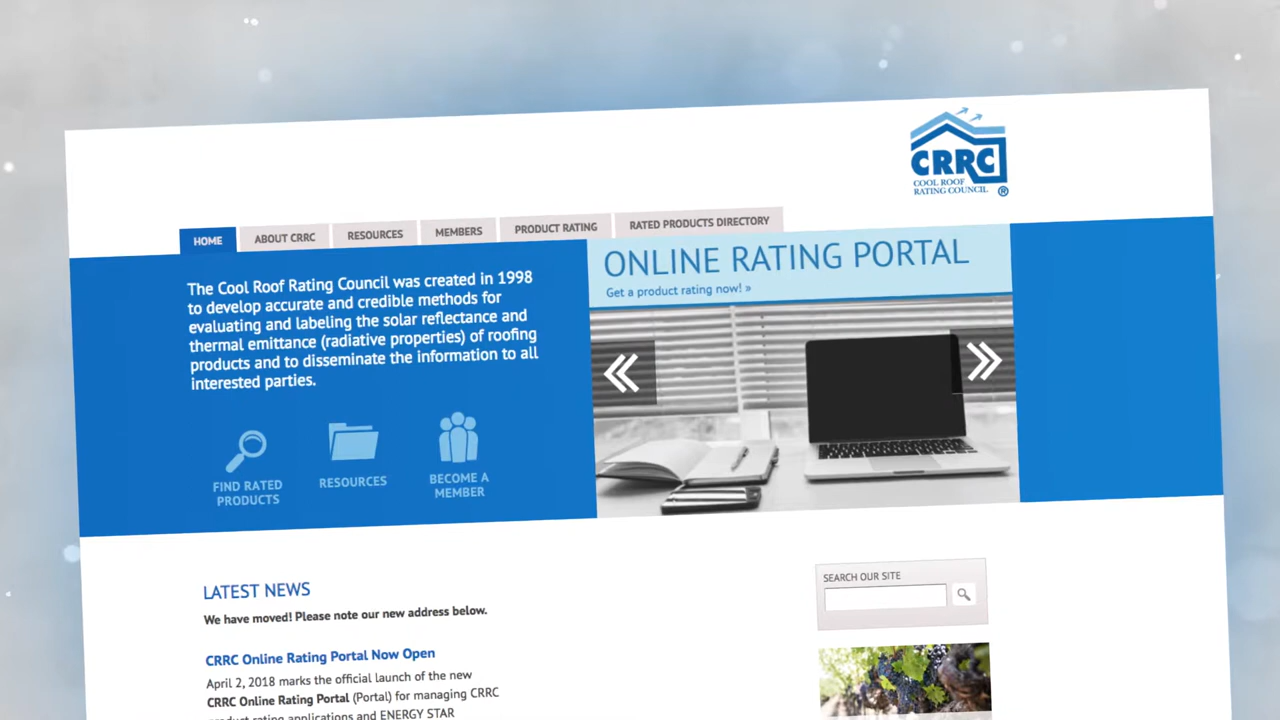 CRRC
COOL ROOF
RATING COUNCIL
®
HOME
ABOUT CRRC
RESOURCES
MEMBERS
PRODUCT RATING
RATED PRODUCTS DIRECTORY
The Cool Roof Rating Council was created in 1998
to develop accurate and credible methods for
evaluating and labeling the solar reflectance and
thermal emittance (radiative properties) of roofing
products and to disseminate the information to all
interested parties.
FIND RATED
PRODUCTS
RESOURCES
BECOME A
MEMBER
ONLINE RATING PORTAL
Get a product rating now! »
LATEST NEWS
We have moved! Please note our new address below.
CRRC Online Rating Portal Now Open
April 2, 2018 marks the official launch of the new
CRRC Online Rating Portal (Portal) for managing CRRC
product rating applications and ENERGY STAR
SEARCH OUR SITE